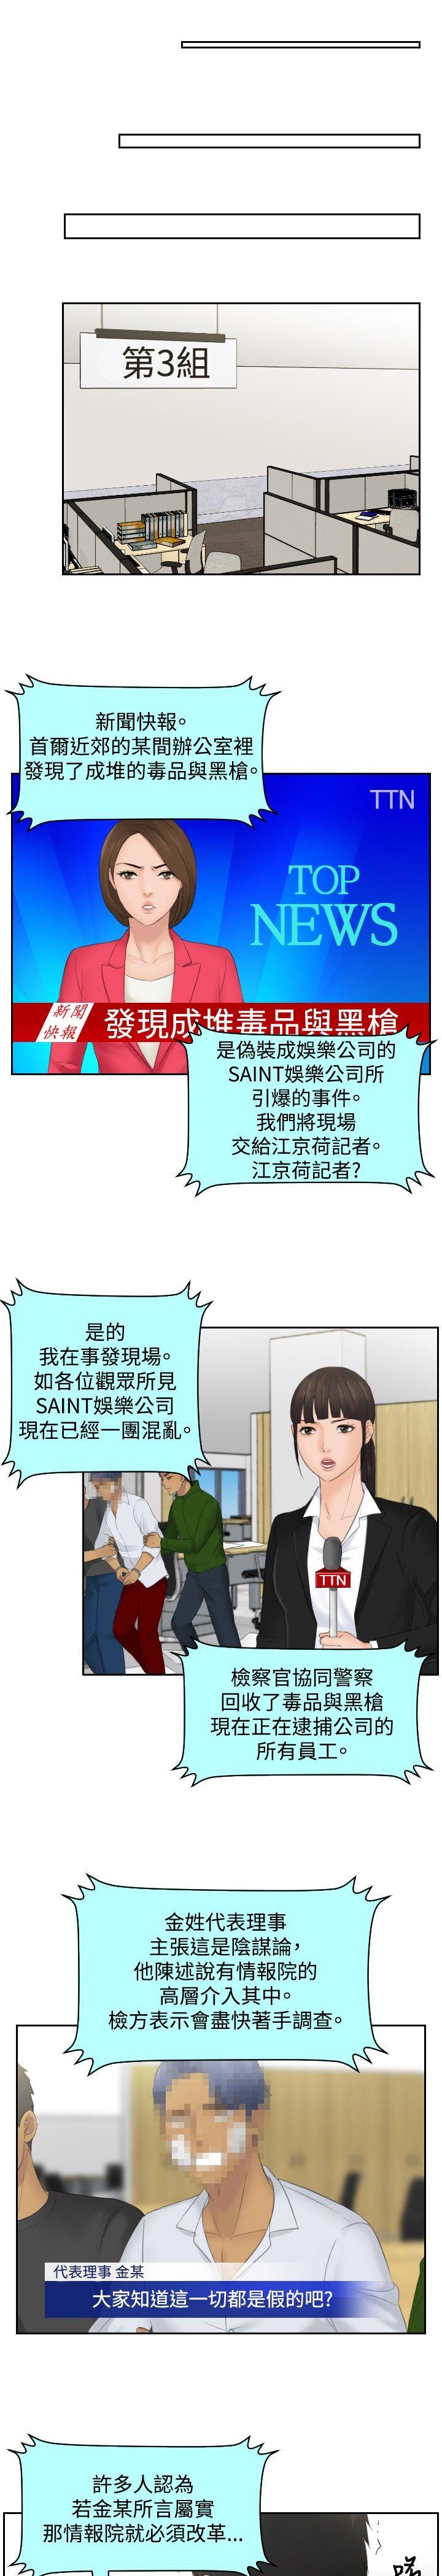 第3組
新聞快報。
首爾近郊的某間辦公室裡
發現了成堆的毒品與黑槍。
TTN
TOP
NEWS
新聞
快報
發現成堆毒品與黑槍
是偽裝成娛樂公司的
SAINT娛樂公司所
引爆的事件。
我們將現場
交給江京荷記者。
江京荷記者?
是的
我在事發現場。
如各位觀眾所見
SAINT娛樂公司
現在已經一團混亂。
TTN
檢察官協同警察
回收了毒品與黑槍
現在正在逮捕公司的
所有員工。
金姓代表理事
主張這是陰謀論,
他陳述說有情報院的
高層介入其中。
檢方表示會盡快著手調查。
代表理事 金某
大家知道這一切都是假的吧?
許多人認為
若金某所言屬實
那情報院就必須改革...